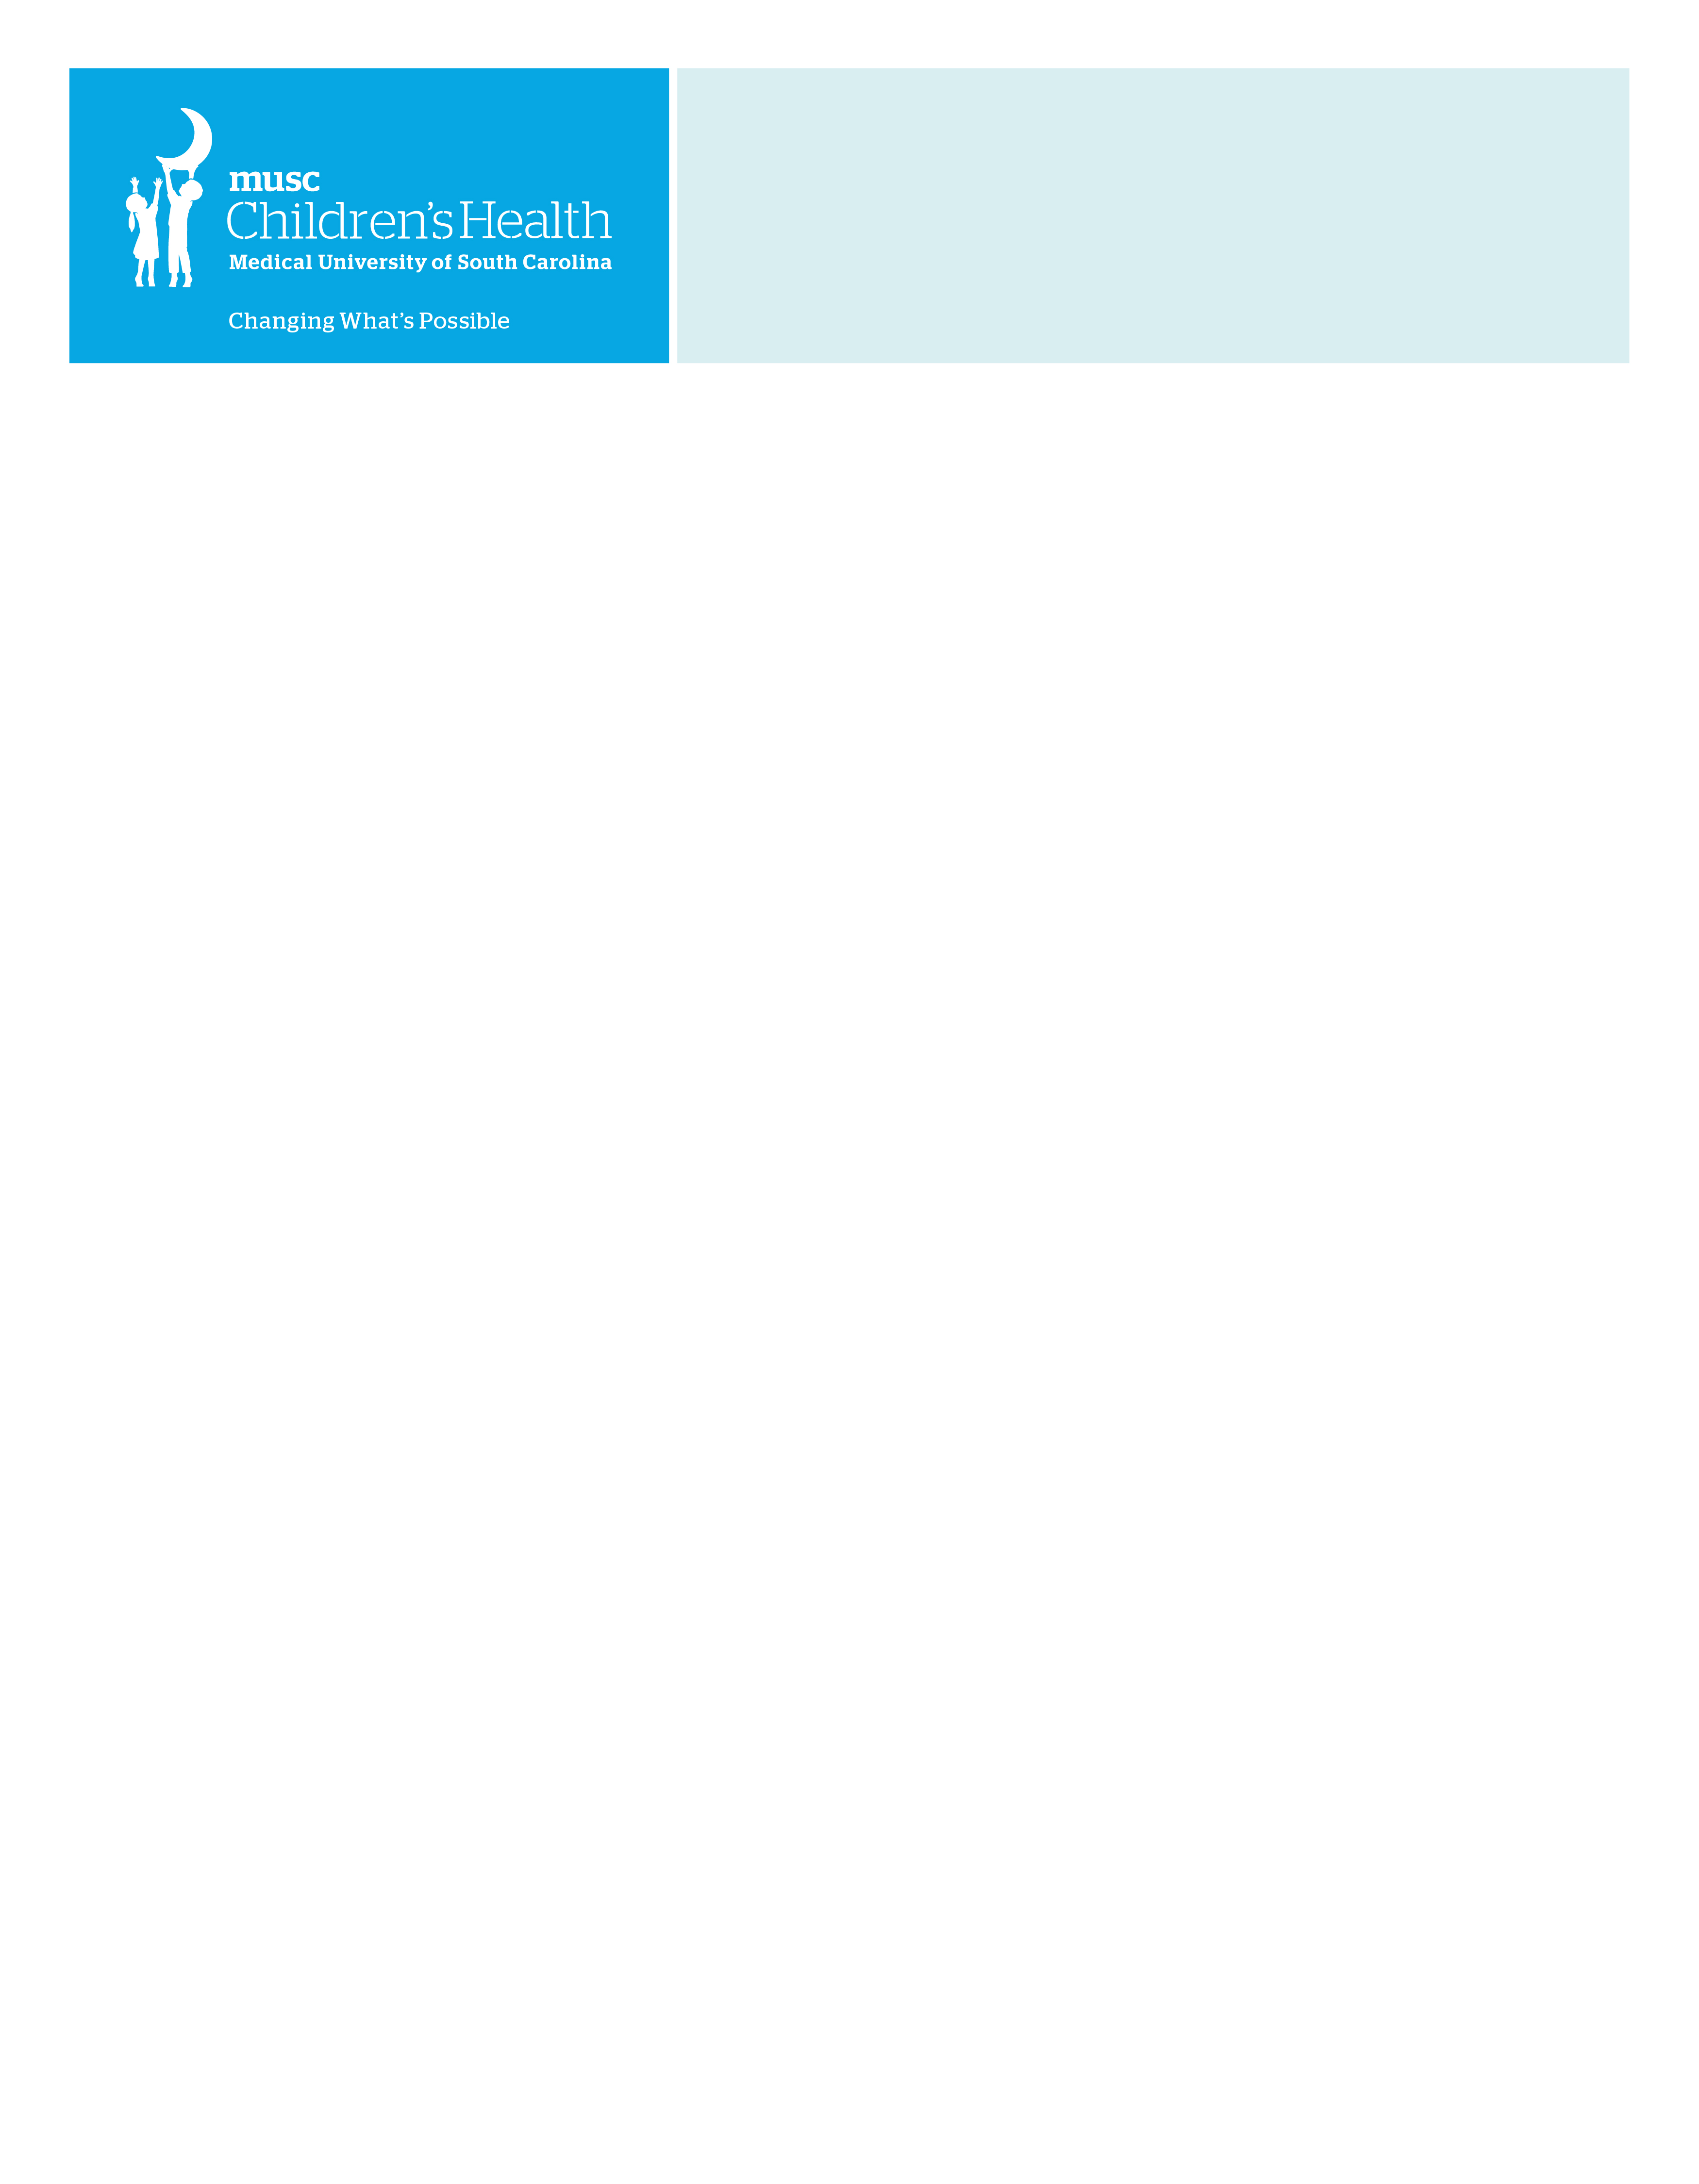 musc
Children’s Health
Medical University of South Carolina
Changing What’s Possible